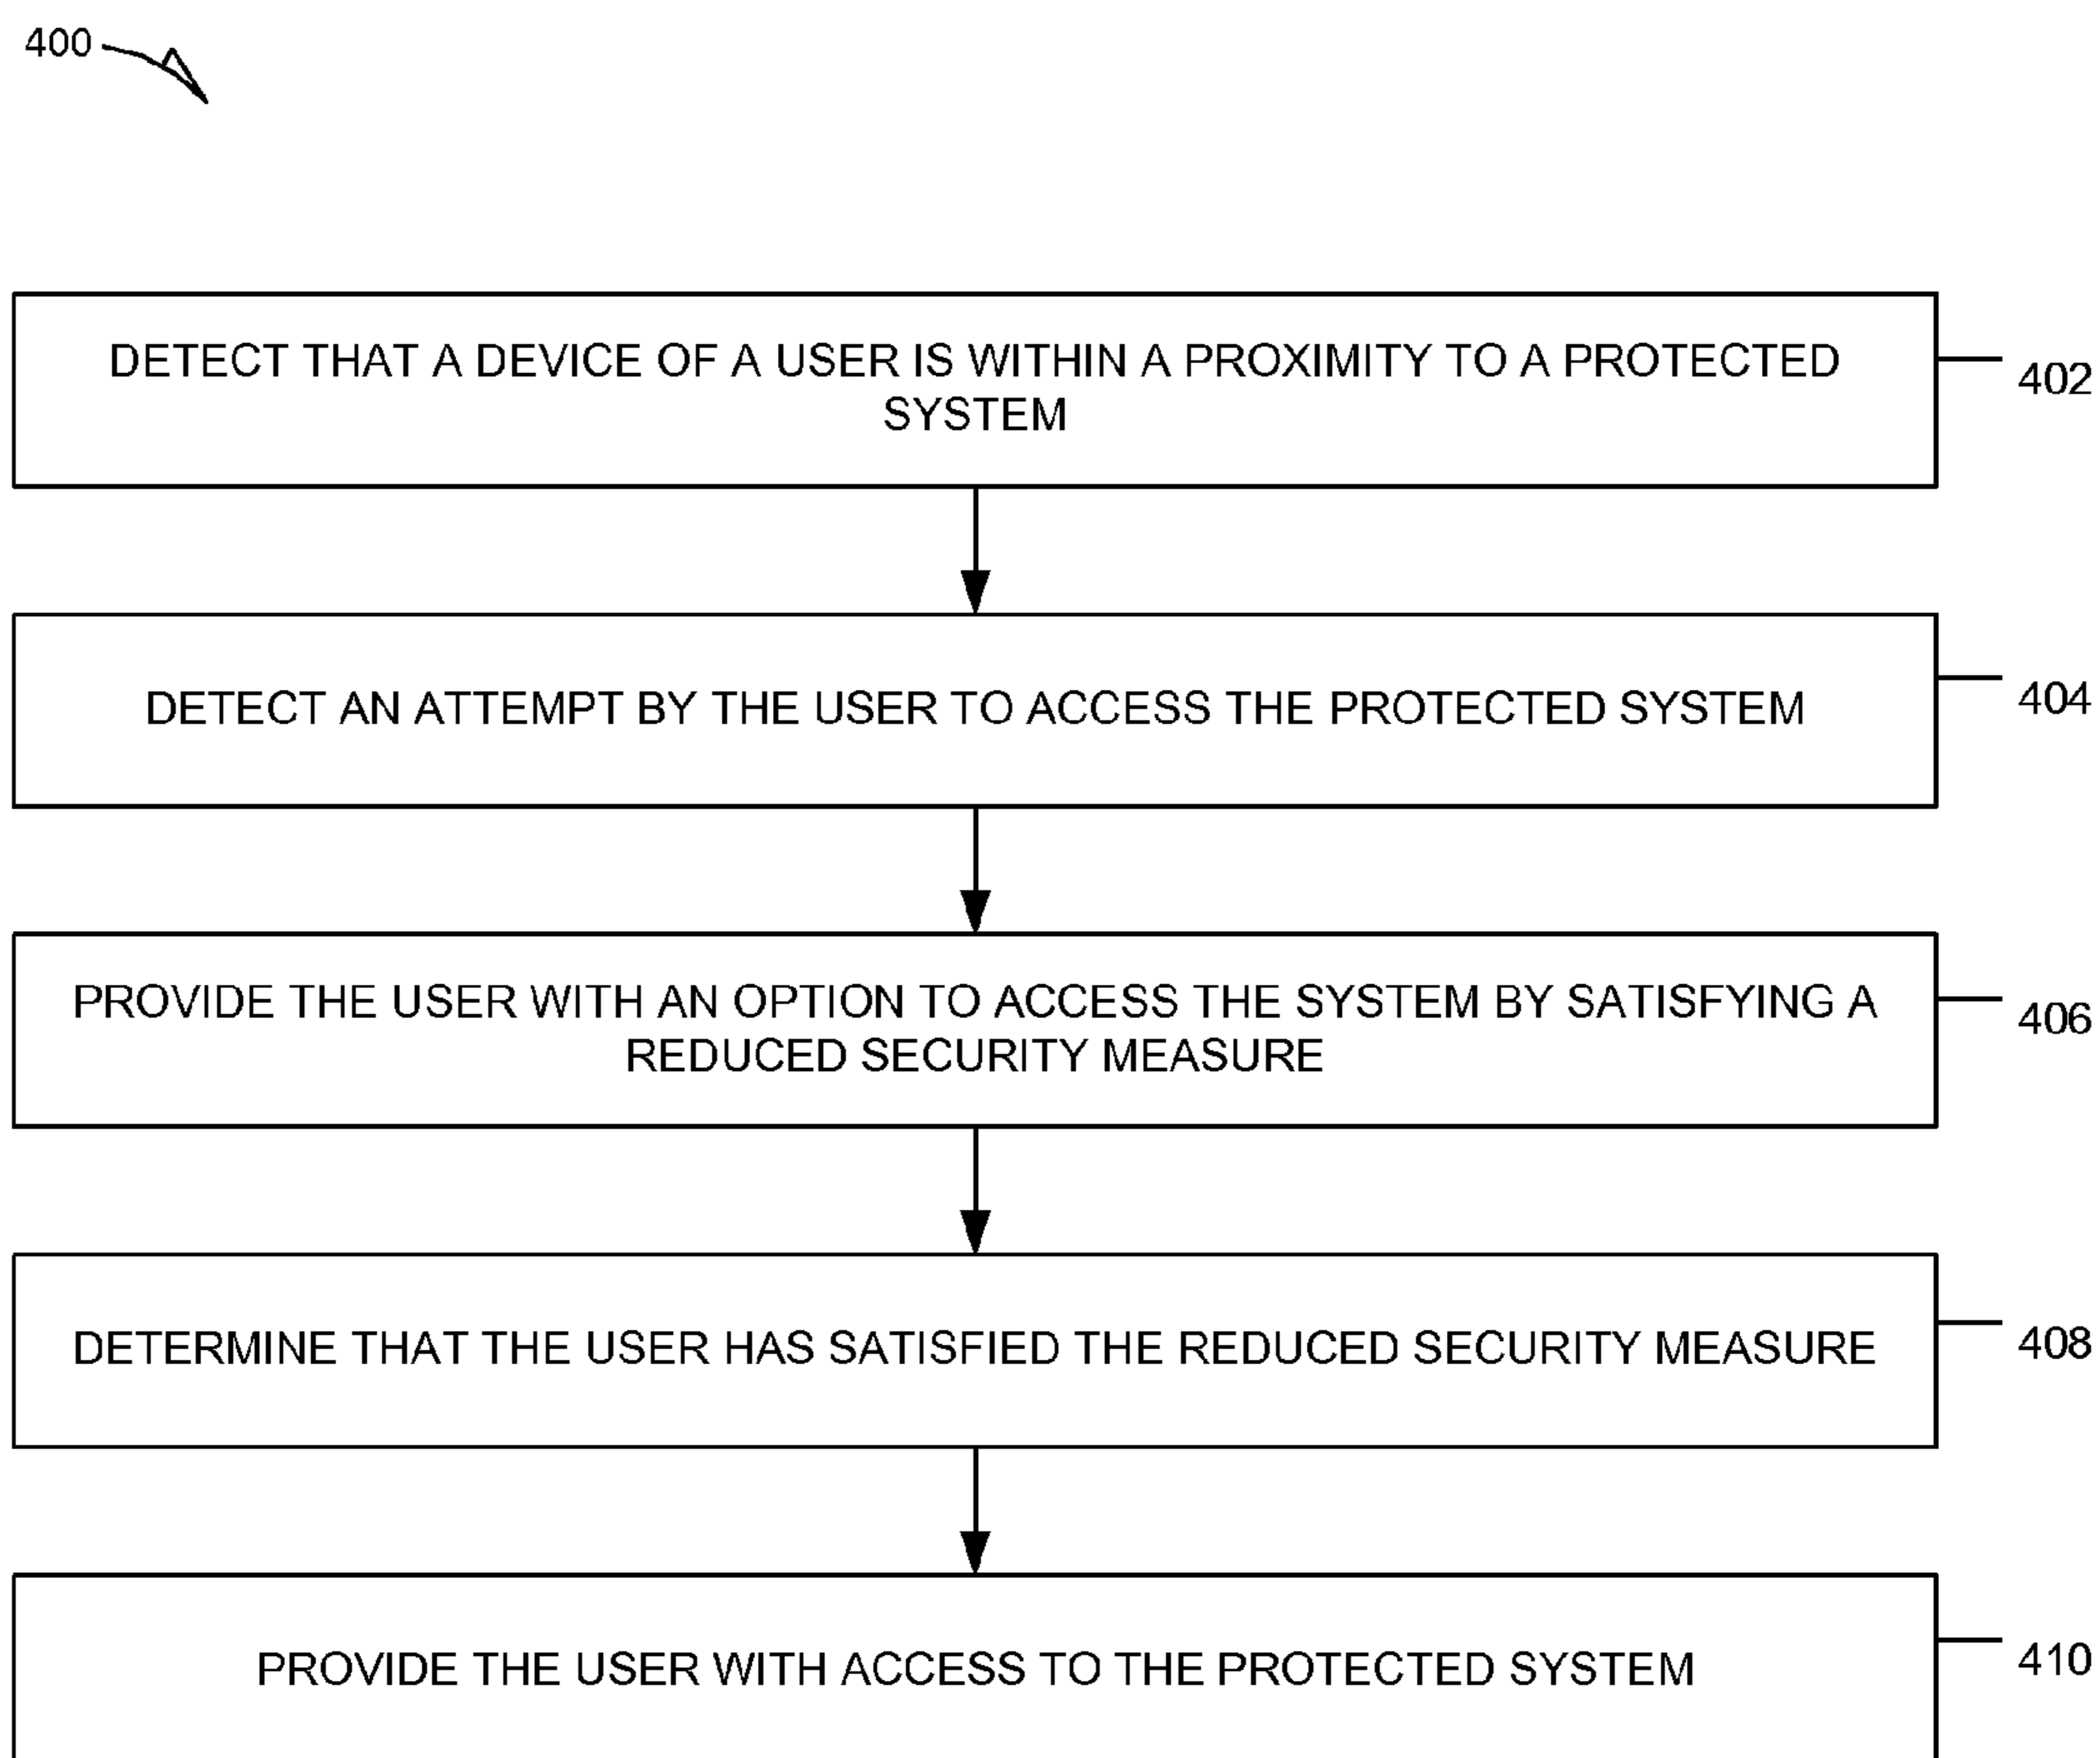 400
DETECT THAT A DEVICE OF A USER IS WITHIN A PROXIMITY TO A PROTECTED
SYSTEM
402
DETECT AN ATTEMPT BY THE USER TO ACCESS THE PROTECTED SYSTEM
404
PROVIDE THE USER WITH AN OPTION TO ACCESS THE SYSTEM BY SATISFYING A
REDUCED SECURITY MEASURE
406
DETERMINE THAT THE USER HAS SATISFIED THE REDUCED SECURITY MEASURE
408
PROVIDE THE USER WITH ACCESS TO THE PROTECTED SYSTEM
410